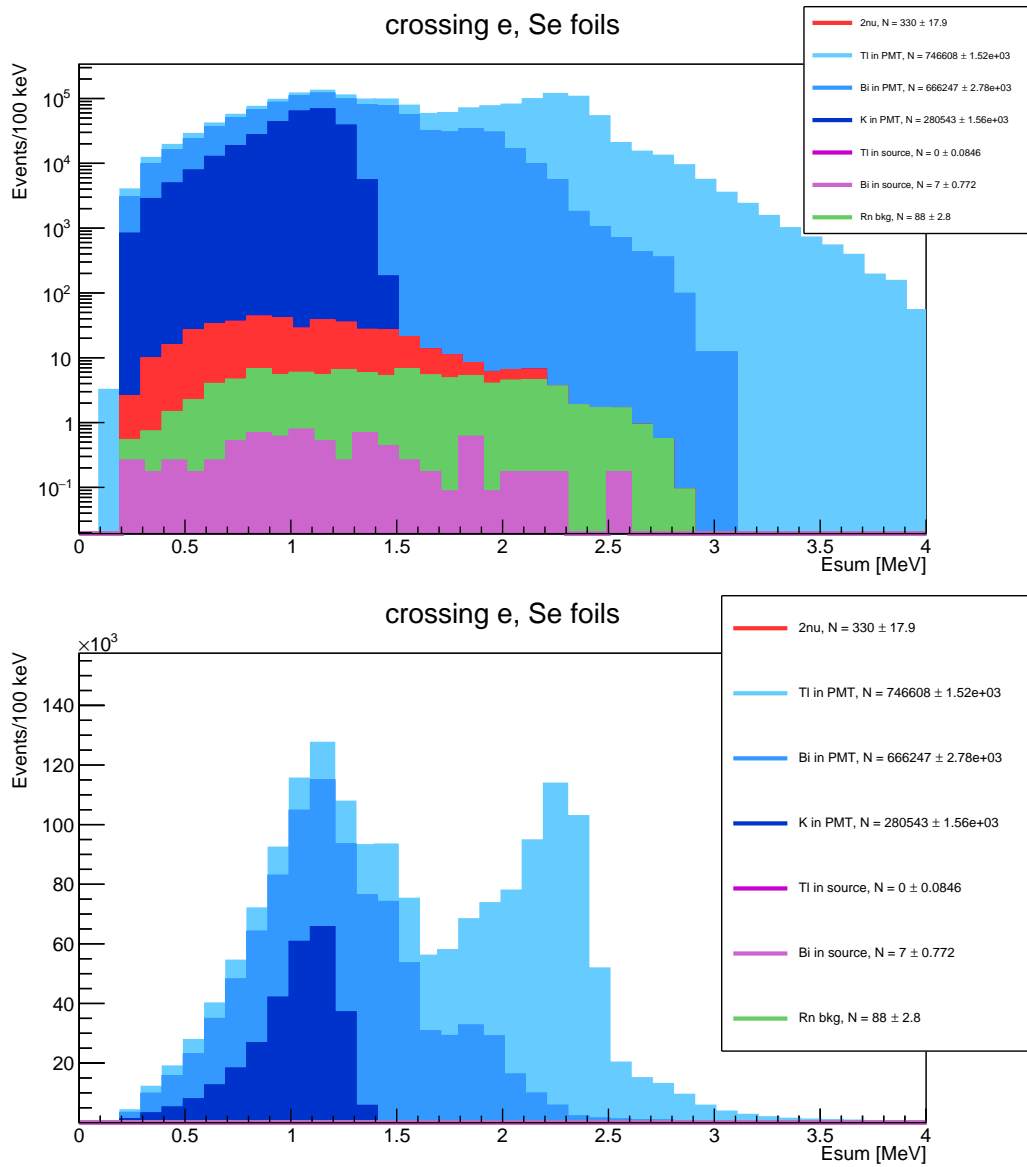 crossing e, Se foils
2nu, N = 330 ± 17.9
Tl in PMT, N = 746608 ± 1.52e+03
Bi in PMT, N = 666247 ± 2.78e+03
K in PMT, N = 280543 ± 1.56e+03
Tl in source, N = 0 ± 0.0846
Bi in source, N = 7 ± 0.772
Rn bkg, N = 88 ± 2.8
Events/100 keV
10⁵
10⁴
10³
10²
10
1
10⁻¹
0 0.5 1 1.5 2 2.5 3 3.5 4
Esum [MeV]
crossing e, Se foils
2nu, N = 330 ± 17.9
Tl in PMT, N = 746608 ± 1.52e+03
Bi in PMT, N = 666247 ± 2.78e+03
K in PMT, N = 280543 ± 1.56e+03
Tl in source, N = 0 ± 0.0846
Bi in source, N = 7 ± 0.772
Rn bkg, N = 88 ± 2.8
×10³
Events/100 keV
140
120
100
80
60
40
20
0 0.5 1 1.5 2 2.5 3 3.5 4
Esum [MeV]